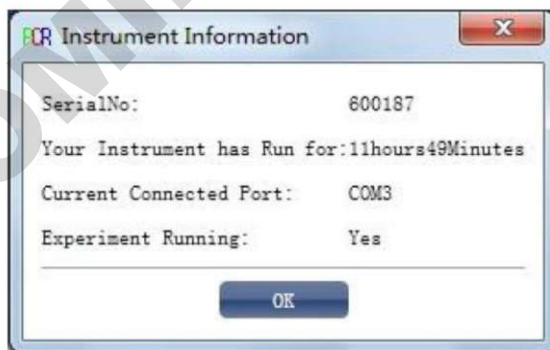 PCR Instrument Information
SerialNo: 600187
Your Instrument has Run for:11hours49Minutes
Current Connected Port: COM3
Experiment Running: Yes
OK